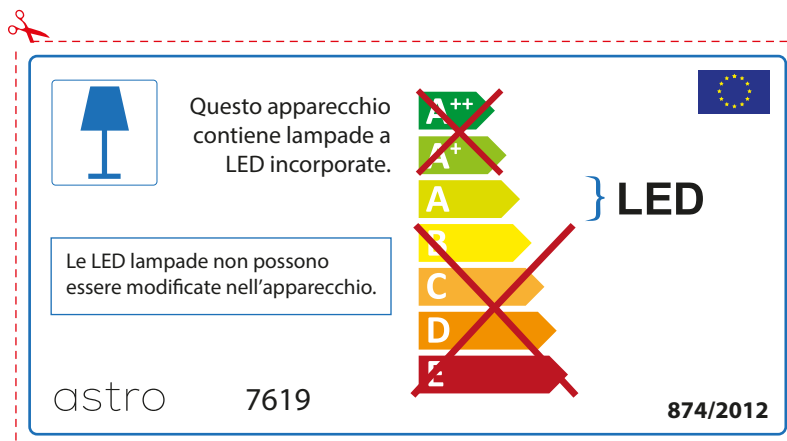 Questo apparecchio
contiene lampade a
LED incorporate.
Le LED lampade non possono
essere modificate nell'apparecchio.
A++
A+
A
B
C
D
E
LED
astro
7619
874/2012